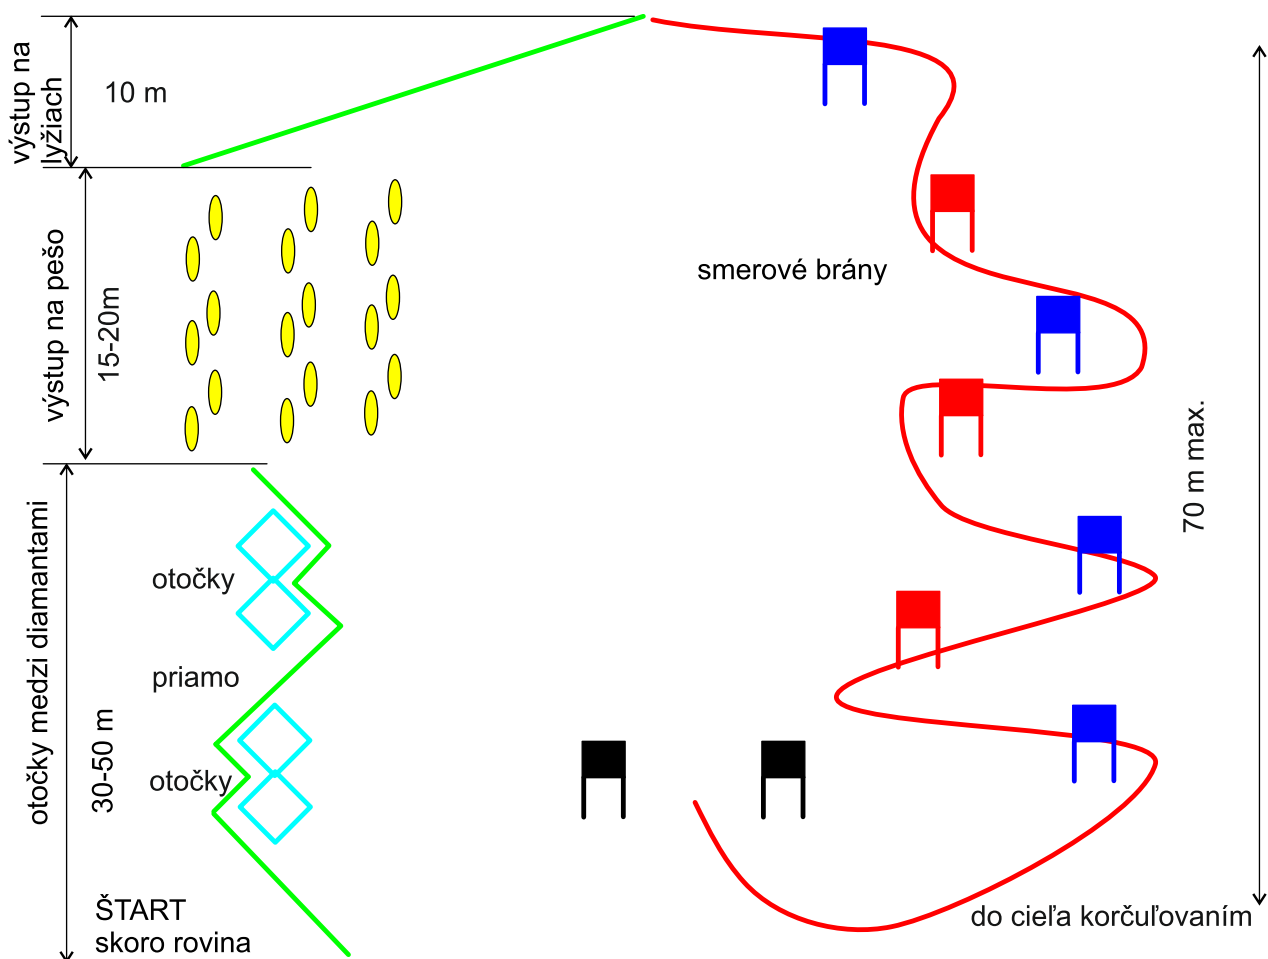 výstup na
lyžiach
10 m
výstup na pešo
15-20m
smerové brány
70 m max.
otočky medzi diamantami
30-50 m
otočky
priamo
otočky
ŠTART
skoro rovina
do cieľa korčuľovaním